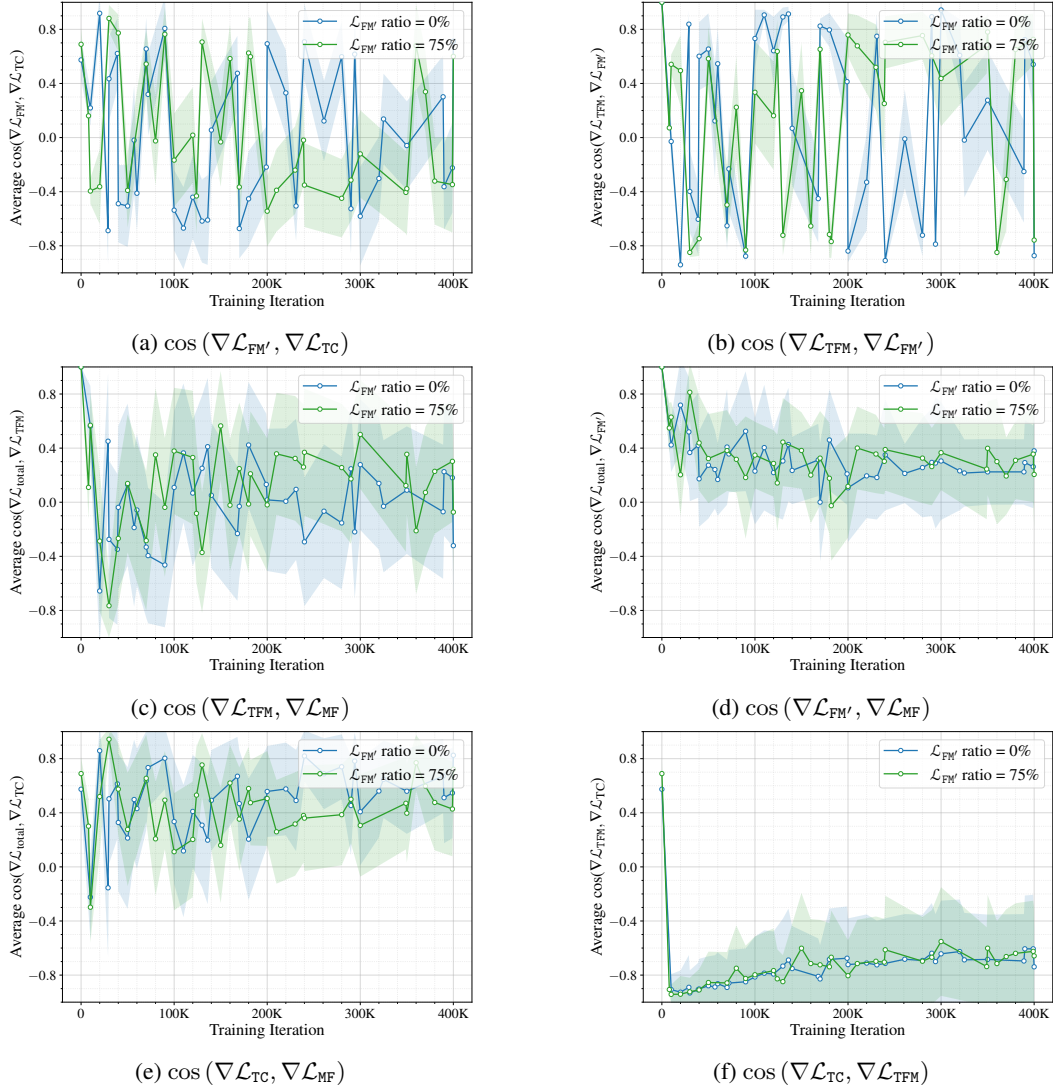 Average cos(∇ℒFM′, ∇ℒTC)
0.8
0.4
0.0
−0.4
−0.8
ℒFM′ ratio = 0%
ℒFM′ ratio = 75%
0 100K 200K 300K 400K
Training Iteration
(a) cos (∇ℒFM′, ∇ℒTC)
Average cos(∇ℒTFM, ∇ℒFM′)
0.8
0.4
0.0
−0.4
−0.8
ℒFM′ ratio = 0%
ℒFM′ ratio = 75%
0 100K 200K 300K 400K
Training Iteration
(b) cos (∇ℒTFM, ∇ℒFM′)
Average cos(∇ℒtotal, ∇ℒTFM)
0.8
0.4
0.0
−0.4
−0.8
ℒFM′ ratio = 0%
ℒFM′ ratio = 75%
0 100K 200K 300K 400K
Training Iteration
(c) cos (∇ℒTFM, ∇ℒMF)
Average cos(∇ℒtotal, ∇ℒFM′)
0.8
0.4
0.0
−0.4
−0.8
ℒFM′ ratio = 0%
ℒFM′ ratio = 75%
0 100K 200K 300K 400K
Training Iteration
(d) cos (∇ℒFM′, ∇ℒMF)
Average cos(∇ℒtotal, ∇ℒTC)
0.8
0.4
0.0
−0.4
−0.8
ℒFM′ ratio = 0%
ℒFM′ ratio = 75%
0 100K 200K 300K 400K
Training Iteration
(e) cos (∇ℒTC, ∇ℒMF)
Average cos(∇ℒTFM, ∇ℒTC)
0.8
0.4
0.0
−0.4
−0.8
ℒFM′ ratio = 0%
ℒFM′ ratio = 75%
0 100K 200K 300K 400K
Training Iteration
(f) cos (∇ℒTC, ∇ℒTFM)